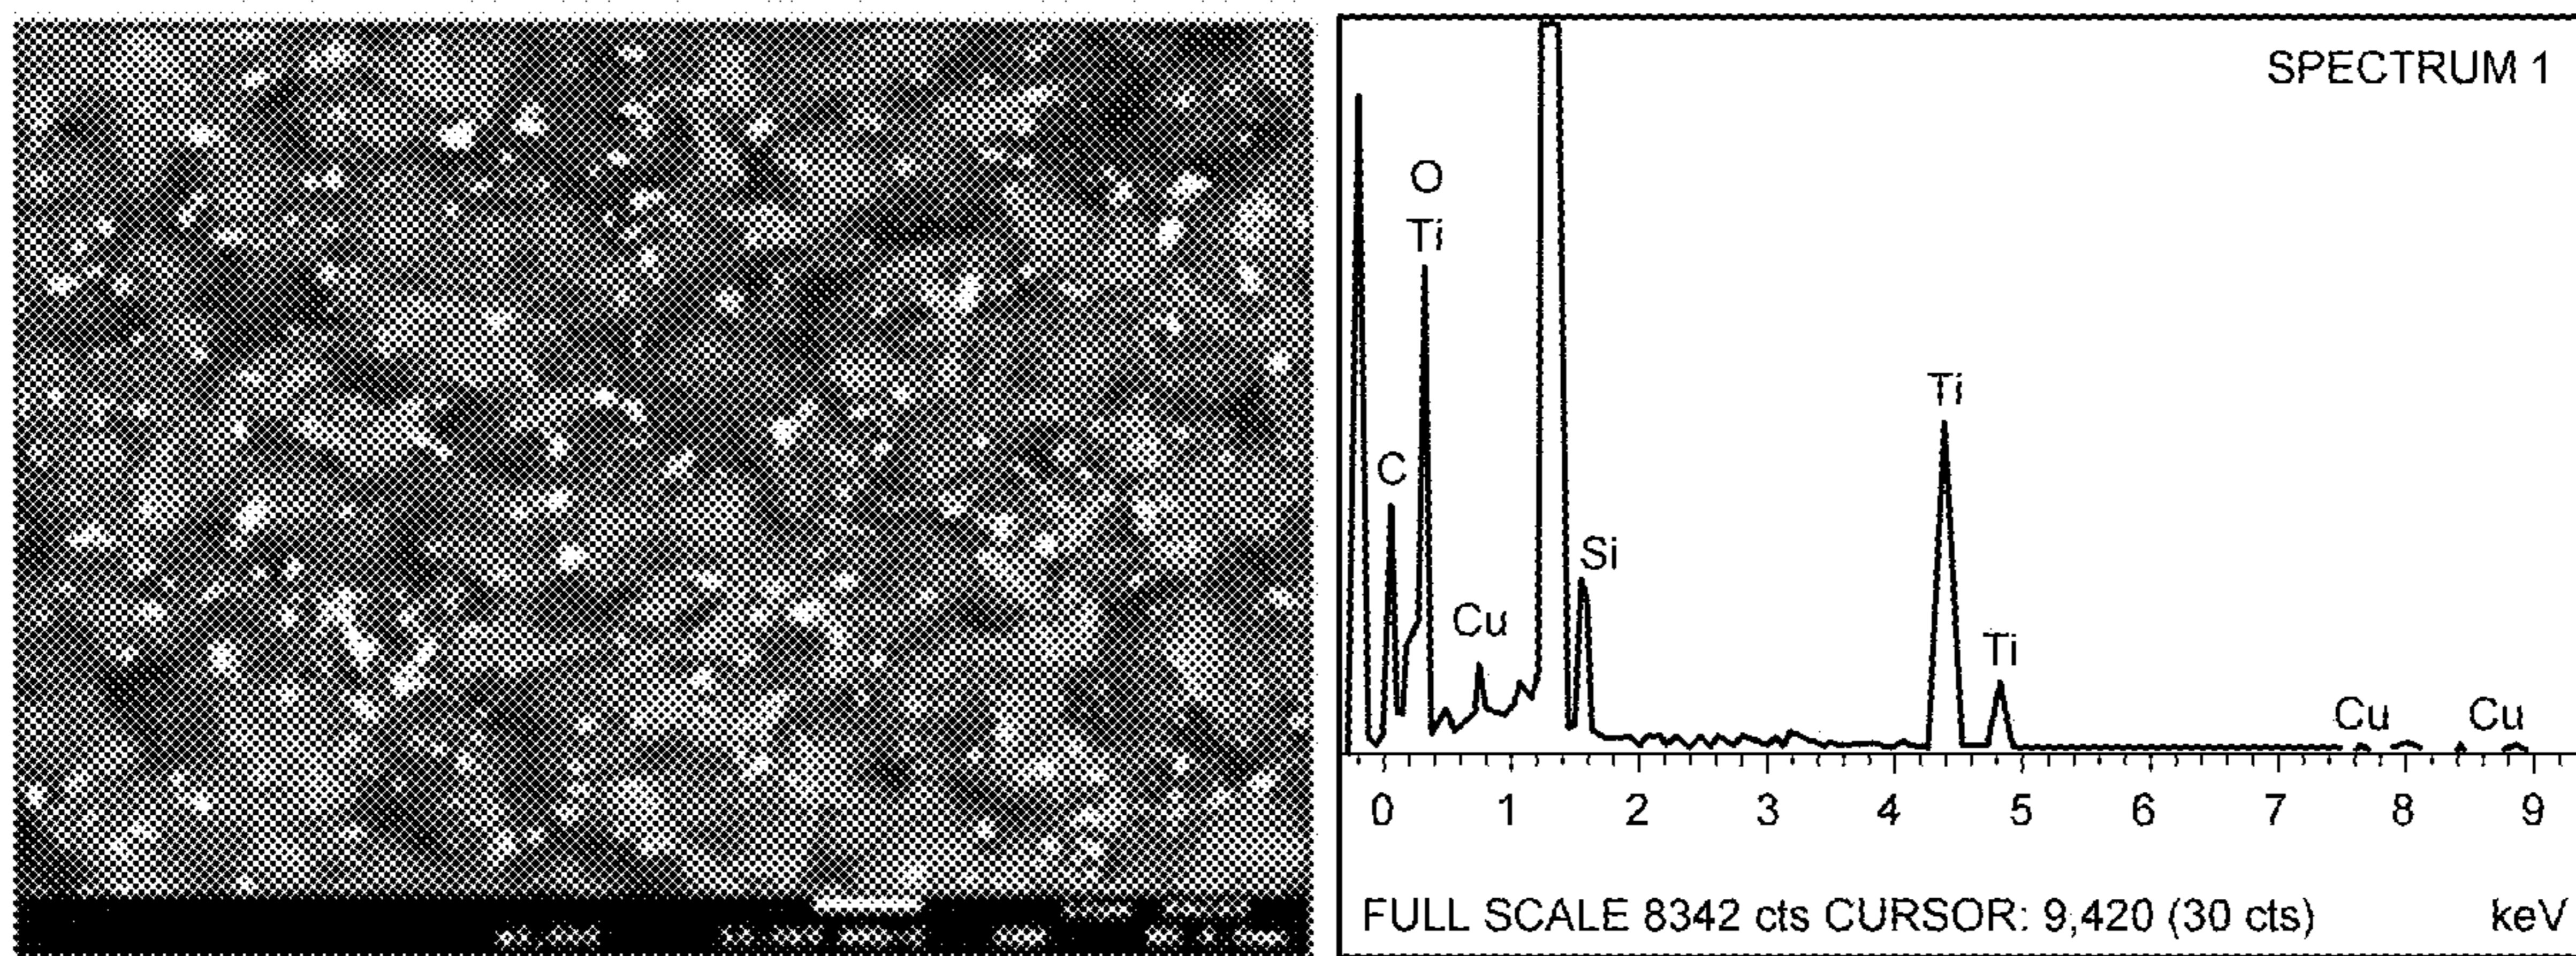 SPECTRUM 1
O
Ti
C
Cu
Si
Ti
Ti
Cu
Cu
0 1 2 3 4 5 6 7 8 9
FULL SCALE 8342 cts CURSOR: 9,420 (30 cts) keV